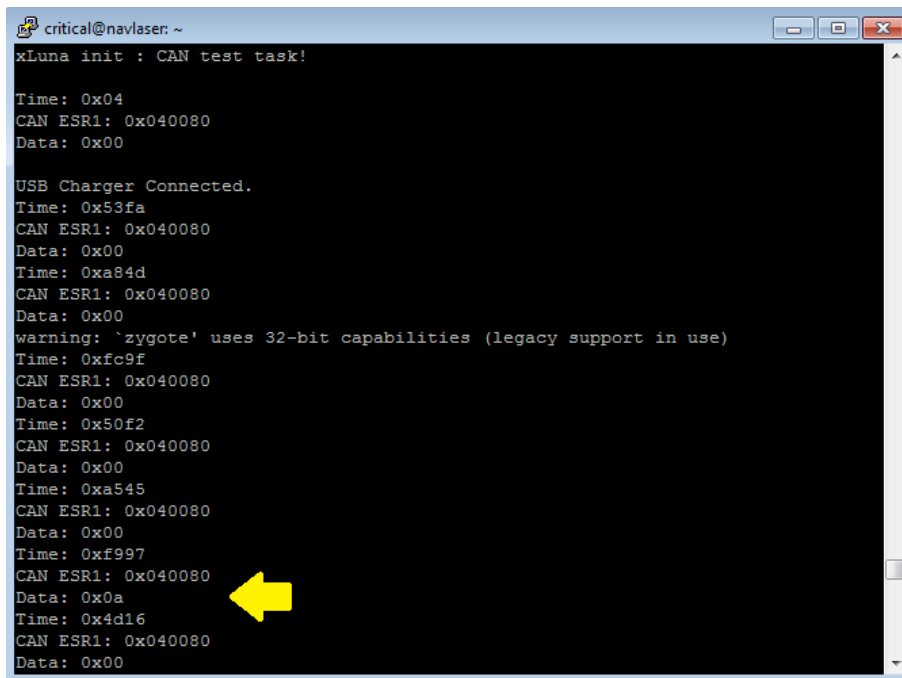 critical@navlaser: ~
xLuna init : CAN test task!
Time: 0x04
CAN ESR1: 0x040080
Data: 0x00
USB Charger Connected.
Time: 0x53fa
CAN ESR1: 0x040080
Data: 0x00
Time: 0xa84d
CAN ESR1: 0x040080
Data: 0x00
warning: `zygote' uses 32-bit capabilities (legacy support in use)
Time: 0xfc9f
CAN ESR1: 0x040080
Data: 0x00
Time: 0x50f2
CAN ESR1: 0x040080
Data: 0x00
Time: 0xa545
CAN ESR1: 0x040080
Data: 0x00
Time: 0xf997
CAN ESR1: 0x040080
Data: 0x0a
Time: 0x4d16
CAN ESR1: 0x040080
Data: 0x00